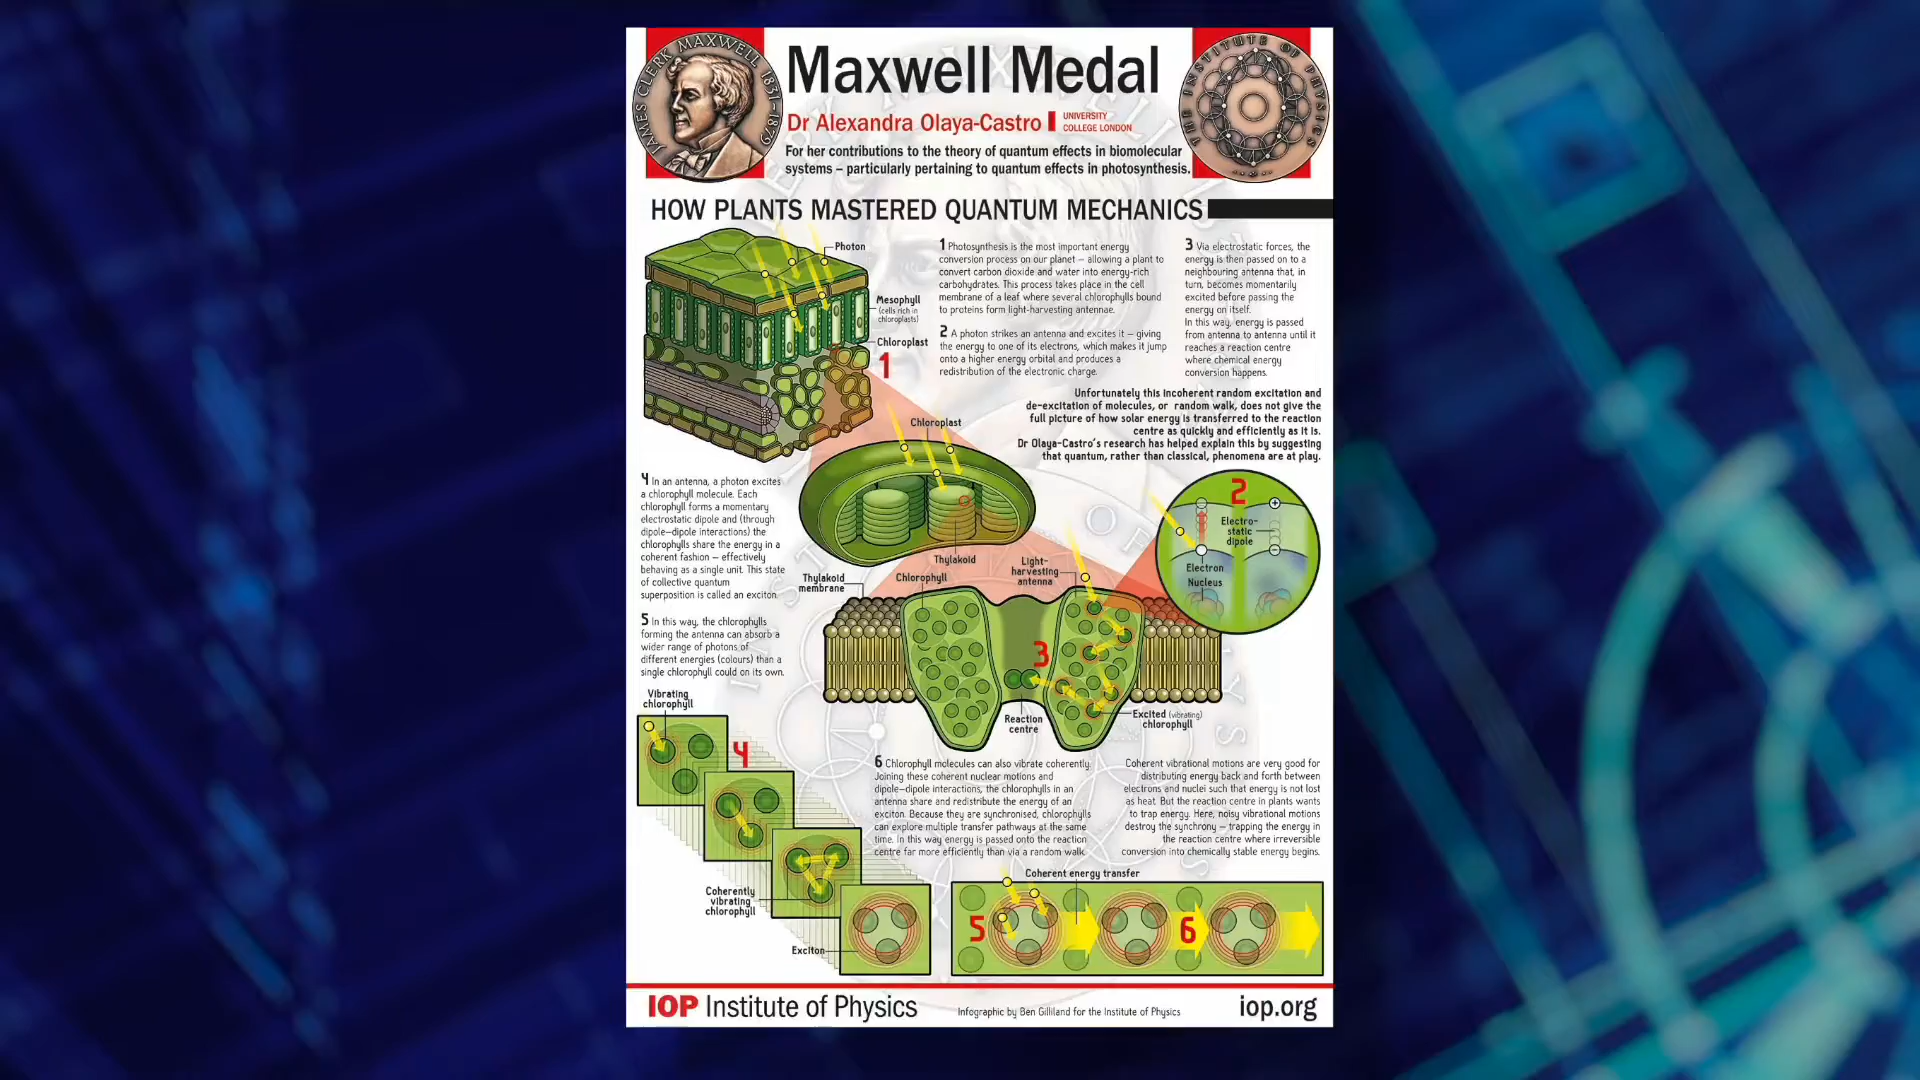 JAMES CLERK MAXWELL 1831–1879
Maxwell Medal
Dr Alexandra Olaya-Castro
UNIVERSITY
COLLEGE LONDON
For her contributions to the theory of quantum effects in biomolecular
systems – particularly pertaining to quantum effects in photosynthesis.
THE INSTITUTE OF PHYSICS
HOW PLANTS MASTERED QUANTUM MECHANICS
Photon
Mesophyll
(cells rich in
chloroplasts)
Chloroplast
1
1 Photosynthesis is the most important energy
conversion process on our planet – allowing a plant to
convert carbon dioxide and water into energy-rich
carbohydrates. This process takes place in the cell
membrane of a leaf where several chlorophylls bound
to proteins form light-harvesting antennae.
2 A photon strikes an antenna and excites it – giving
the energy to one of its electrons, which makes it jump
onto a higher energy orbital and produces a
redistribution of the electronic charge.
3 Via electrostatic forces, the
energy is then passed on to a
neighbouring antenna that, in
turn, becomes momentarily
excited before passing the
energy on itself.
In this way, energy is passed
from antenna to antenna until it
reaches a reaction centre
where chemical energy
conversion happens.
Unfortunately this incoherent random excitation and
de-excitation of molecules, or random walk, does not give the
full picture of how solar energy is transferred to the reaction
centre as quickly and efficiently as it is.
Dr Olaya-Castro's research has helped explain this by suggesting
that quantum, rather than classical, phenomena are at play.
Chloroplast
Thylakoid
2
Electro-
static
dipole
Electron
Nucleus
+
–
4 In an antenna, a photon excites
a chlorophyll molecule. Each
chlorophyll forms a momentary
electrostatic dipole and (through
dipole–dipole interactions) the
chlorophylls share the energy in a
coherent fashion – effectively
behaving as a single unit. This state
of collective quantum
superposition is called an exciton.
5 In this way, the chlorophylls
forming the antenna can absorb a
wider range of photons of
different energies (colours) than a
single chlorophyll could on its own.
Thylakoid
membrane
Chlorophyll
Light-
harvesting
antenna
3
Reaction
centre
Excited (vibrating)
chlorophyll
Vibrating
chlorophyll
4
Coherently
vibrating
chlorophyll
Exciton
6 Chlorophyll molecules can also vibrate coherently.
Joining these coherent nuclear motions and
dipole–dipole interactions, the chlorophylls in an
antenna share and redistribute the energy of an
exciton. Because they are synchronised, chlorophylls
can explore multiple transfer pathways at the same
time. In this way energy is passed onto the reaction
centre far more efficiently than via a random walk.
Coherent vibrational motions are very good for
distributing energy back and forth between
electrons and nuclei such that energy is not lost
as heat. But the reaction centre in plants wants
to trap energy. Here, noisy vibrational motions
destroy the synchrony – trapping the energy in
the reaction centre where irreversible
conversion into chemically stable energy begins.
Coherent energy transfer
5
6
IOP Institute of Physics
Infographic by Ben Gilliland for the Institute of Physics
iop.org